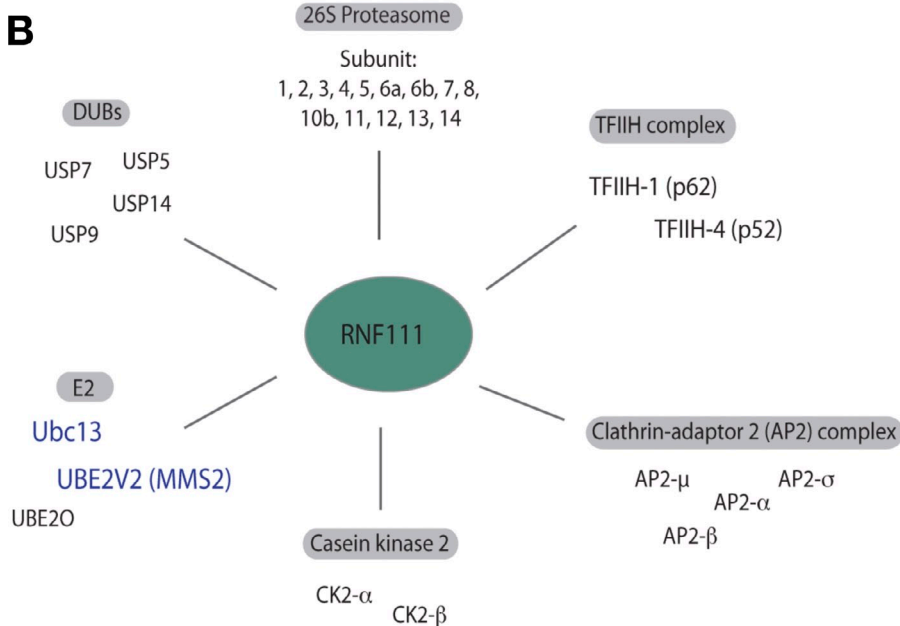 B
26S Proteasome
Subunit:
1, 2, 3, 4, 5, 6a, 6b, 7, 8,
10b, 11, 12, 13, 14
DUBs
USP7 USP5
USP14
USP9
TFIIH complex
TFIIH-1 (p62)
TFIIH-4 (p52)
RNF111
E2
Ubc13
UBE2V2 (MMS2)
UBE2O
Casein kinase 2
CK2-α
CK2-β
Clathrin-adaptor 2 (AP2) complex
AP2-μ AP2-σ
AP2-α
AP2-β